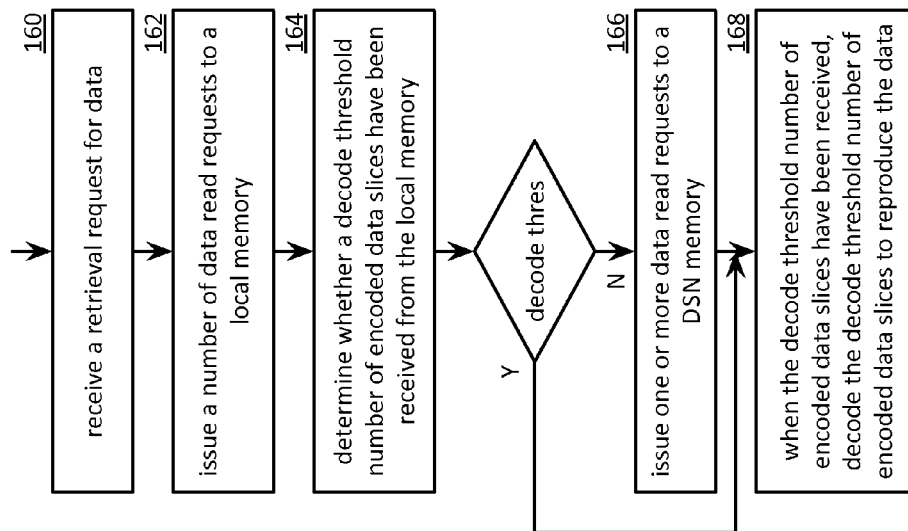 160
receive a retrieval request for data
162
issue a number of data read requests to a
local memory
164
determine whether a decode threshold
number of encoded data slices have been
received from the local memory
decode thres
Y
N
166
issue one or more data read requests to a
DSN memory
168
when the decode threshold number of
encoded data slices have been received,
decode the decode threshold number of
encoded data slices to reproduce the data